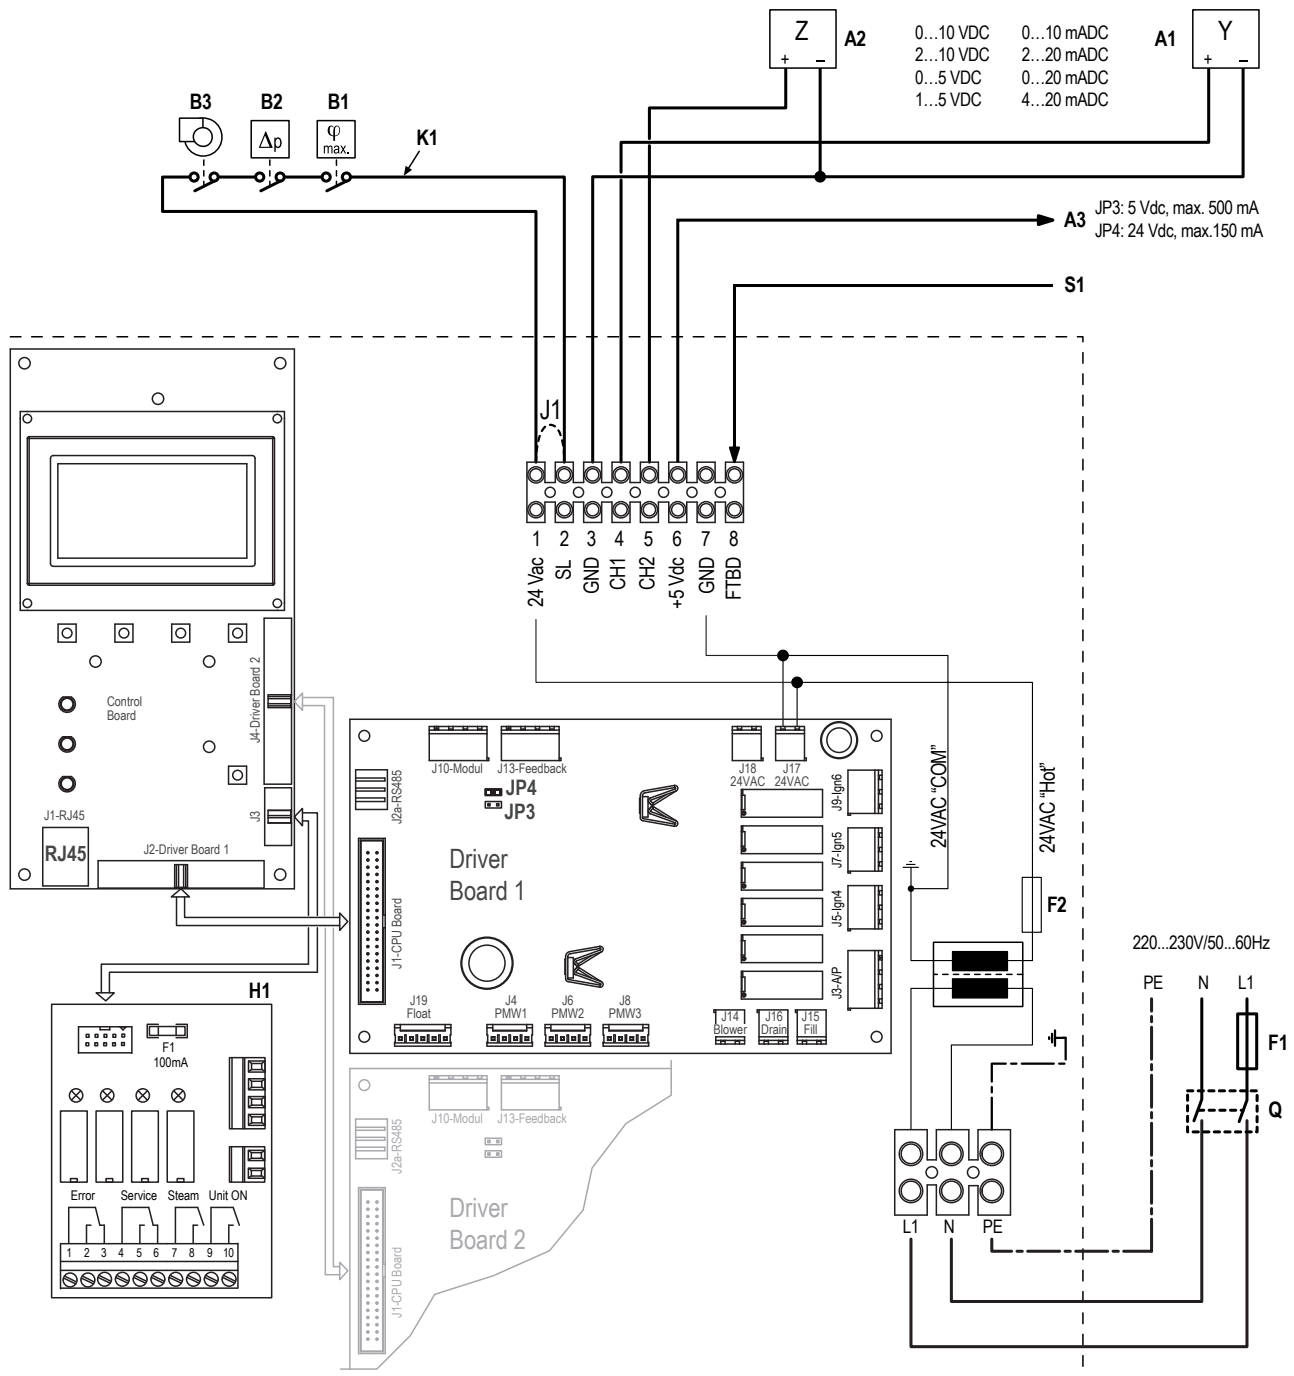 Z
+ –
A2
0...10 VDC 0...10 mADC
2...10 VDC 2...20 mADC
0...5 VDC 0...20 mADC
1...5 VDC 4...20 mADC
A1
Y
+ –
B3
B2
B1
Δp
φ
max.
K1
A3
JP3: 5 Vdc, max. 500 mA
JP4: 24 Vdc, max.150 mA
S1
J1
1 2 3 4 5 6 7 8
24 Vac
SL
GND
CH1
CH2
+5 Vdc
GND
FTBD
Control
Board
J4-Driver Board 2
J3
J1-RJ45
RJ45
J2-Driver Board 1
J10-Modul
J13-Feedback
J18
24VAC
J17
24VAC
J2a-RS485
JP4
JP3
J9-Ign6
J7-Ign5
J5-Ign4
J3-A/P
Driver
Board 1
J1-CPU Board
J19
Float
J4
PMW1
J6
PMW2
J8
PMW3
J14
Blower
J16
Drain
J15
Fill
24VAC “COM”
24VAC “Hot”
F2
220...230V/50...60Hz
PE N L1
F1
Q
H1
F1
100mA
Error Service Steam Unit ON
1 2 3 4 5 6 7 8 9 10
J10-Modul
J13-Feedback
J2a-RS485
Driver
Board 2
J1-CPU Board
L1 N PE